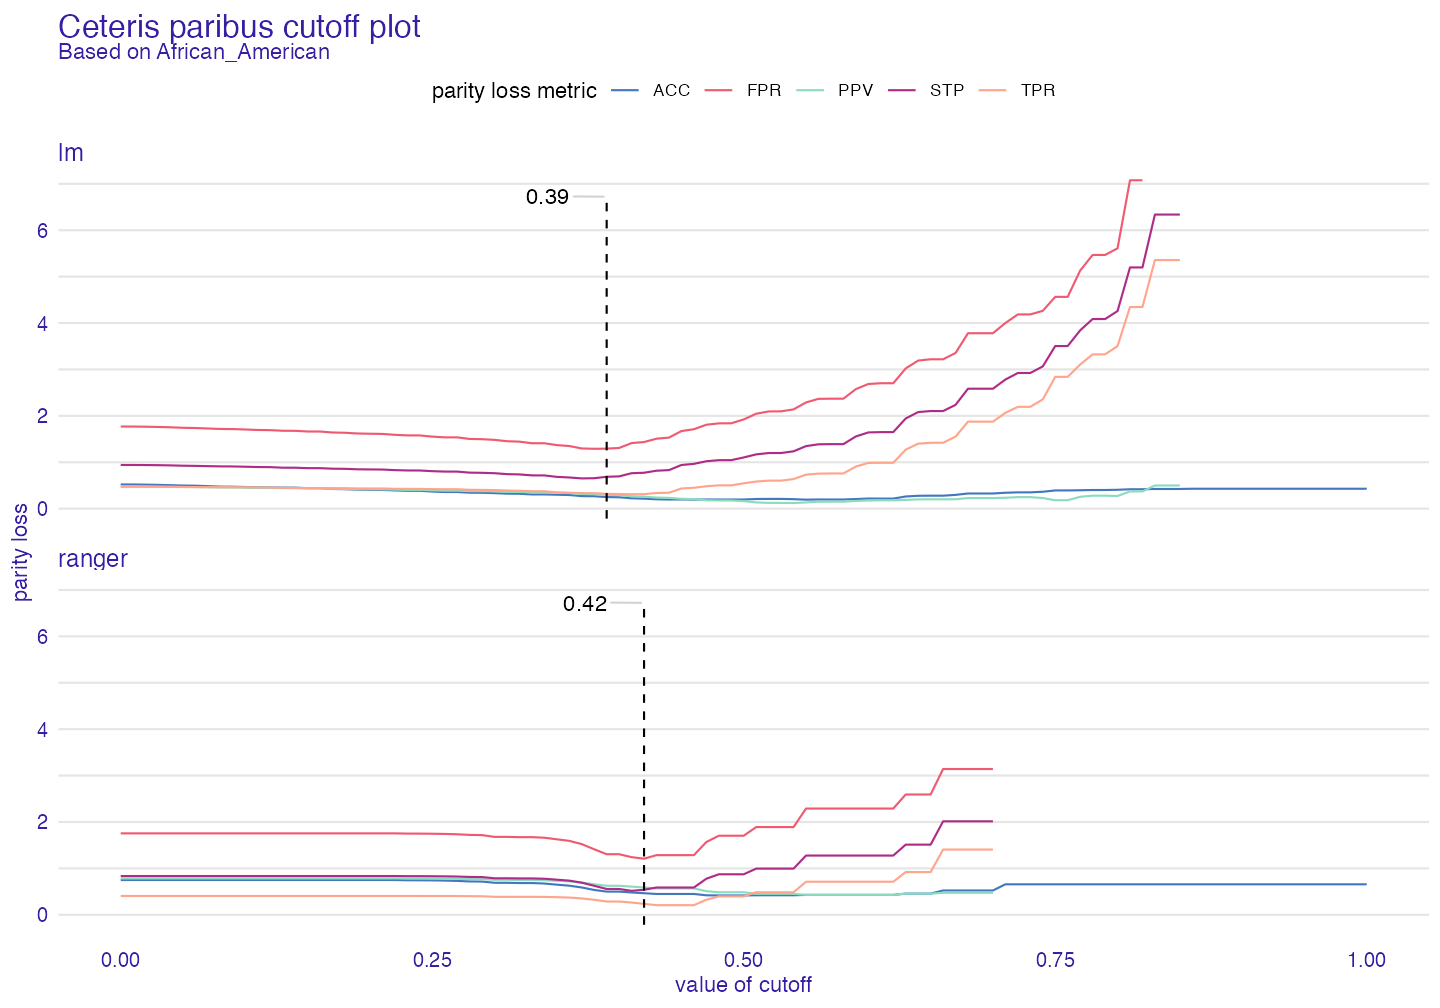 Ceteris paribus cutoff plot
Based on African_American
parity loss metric ACC FPR PPV STP TPR
lm
0.39
6
4
2
0
parity loss
ranger
0.42
6
4
2
0
0.00 0.25 0.50 0.75 1.00
value of cutoff